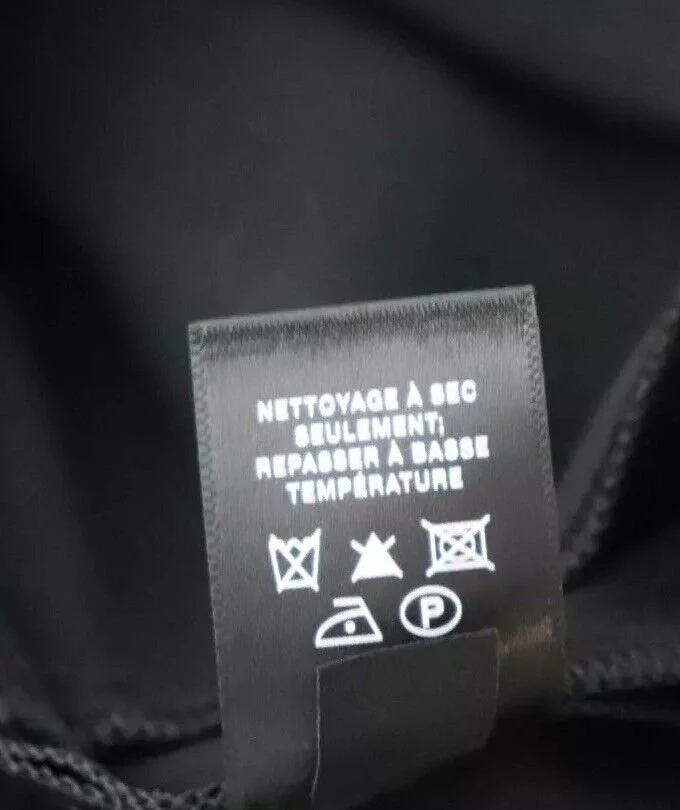 NETTOYAGE À SEC
SEULEMENT;
REPASSER À BASSE
TEMPÉRATURE
P